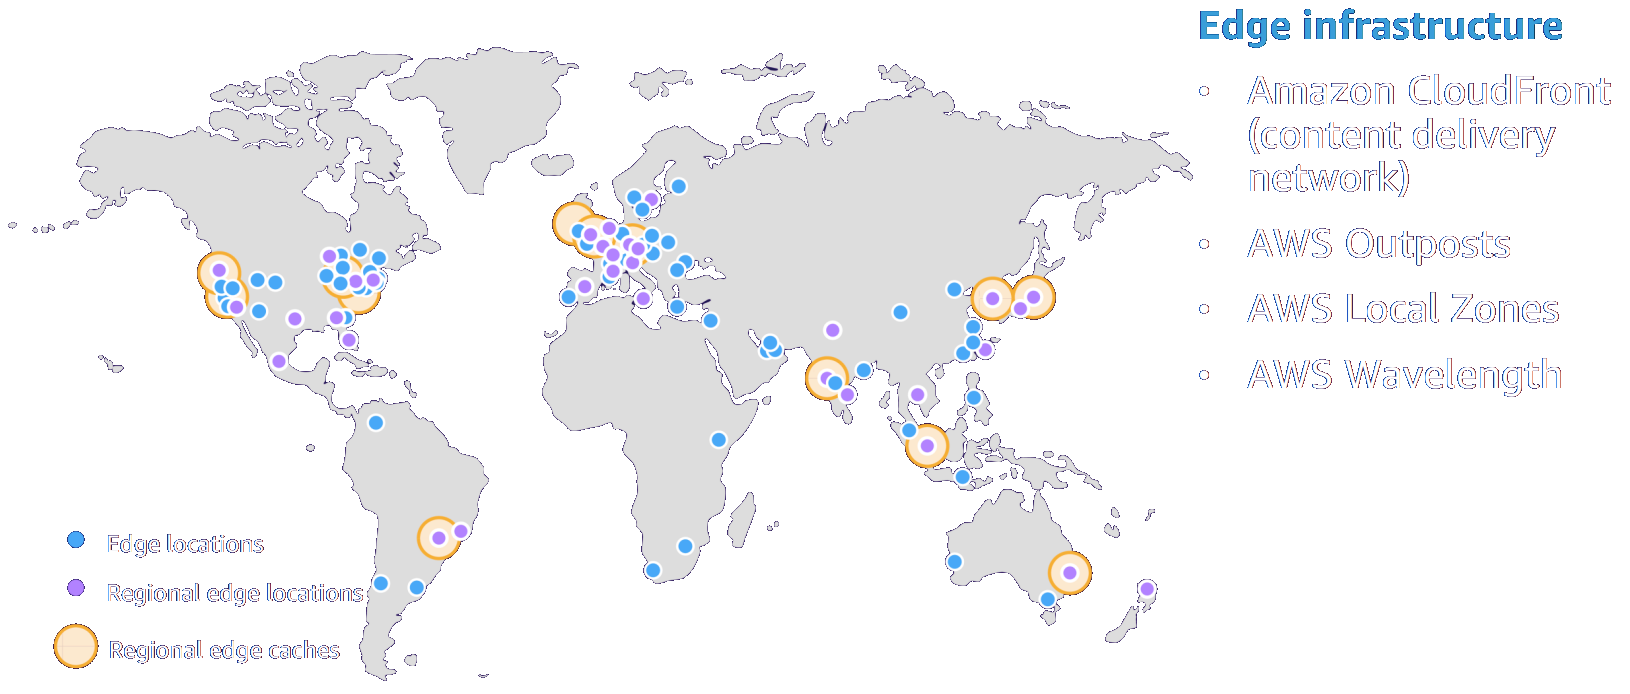 Edge infrastructure
• Amazon CloudFront
(content delivery
network)
• AWS Outposts
• AWS Local Zones
• AWS Wavelength
Edge locations
Regional edge locations
Regional edge caches